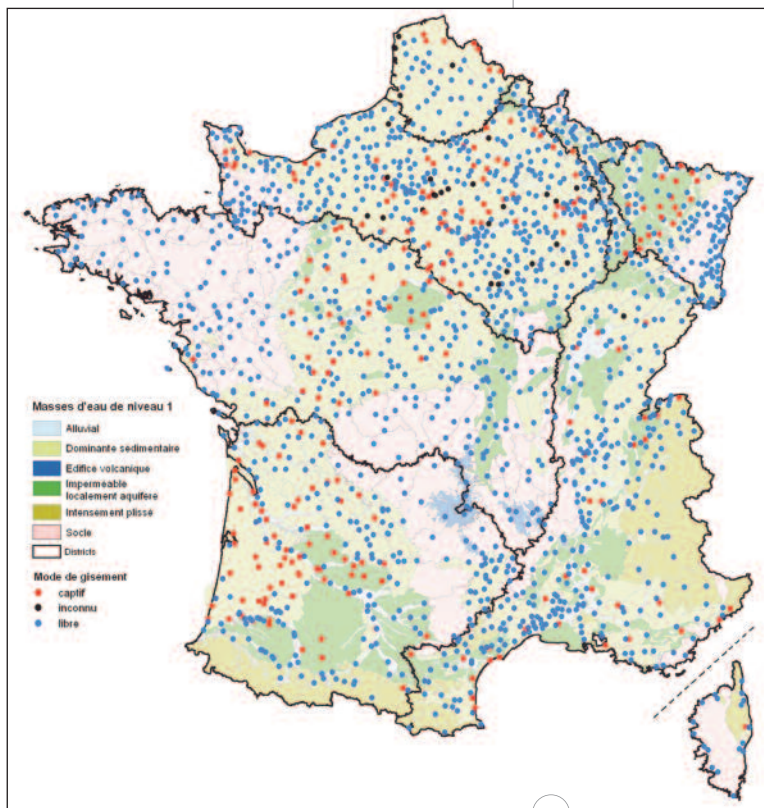 Masses d'eau de niveau 1
Alluvial
Dominante sédimentaire
Edifice volcanique
Imperméable
localement aquifère
Intensement plissé
Socle
Districts
Mode de gisement
captif
inconnu
libre